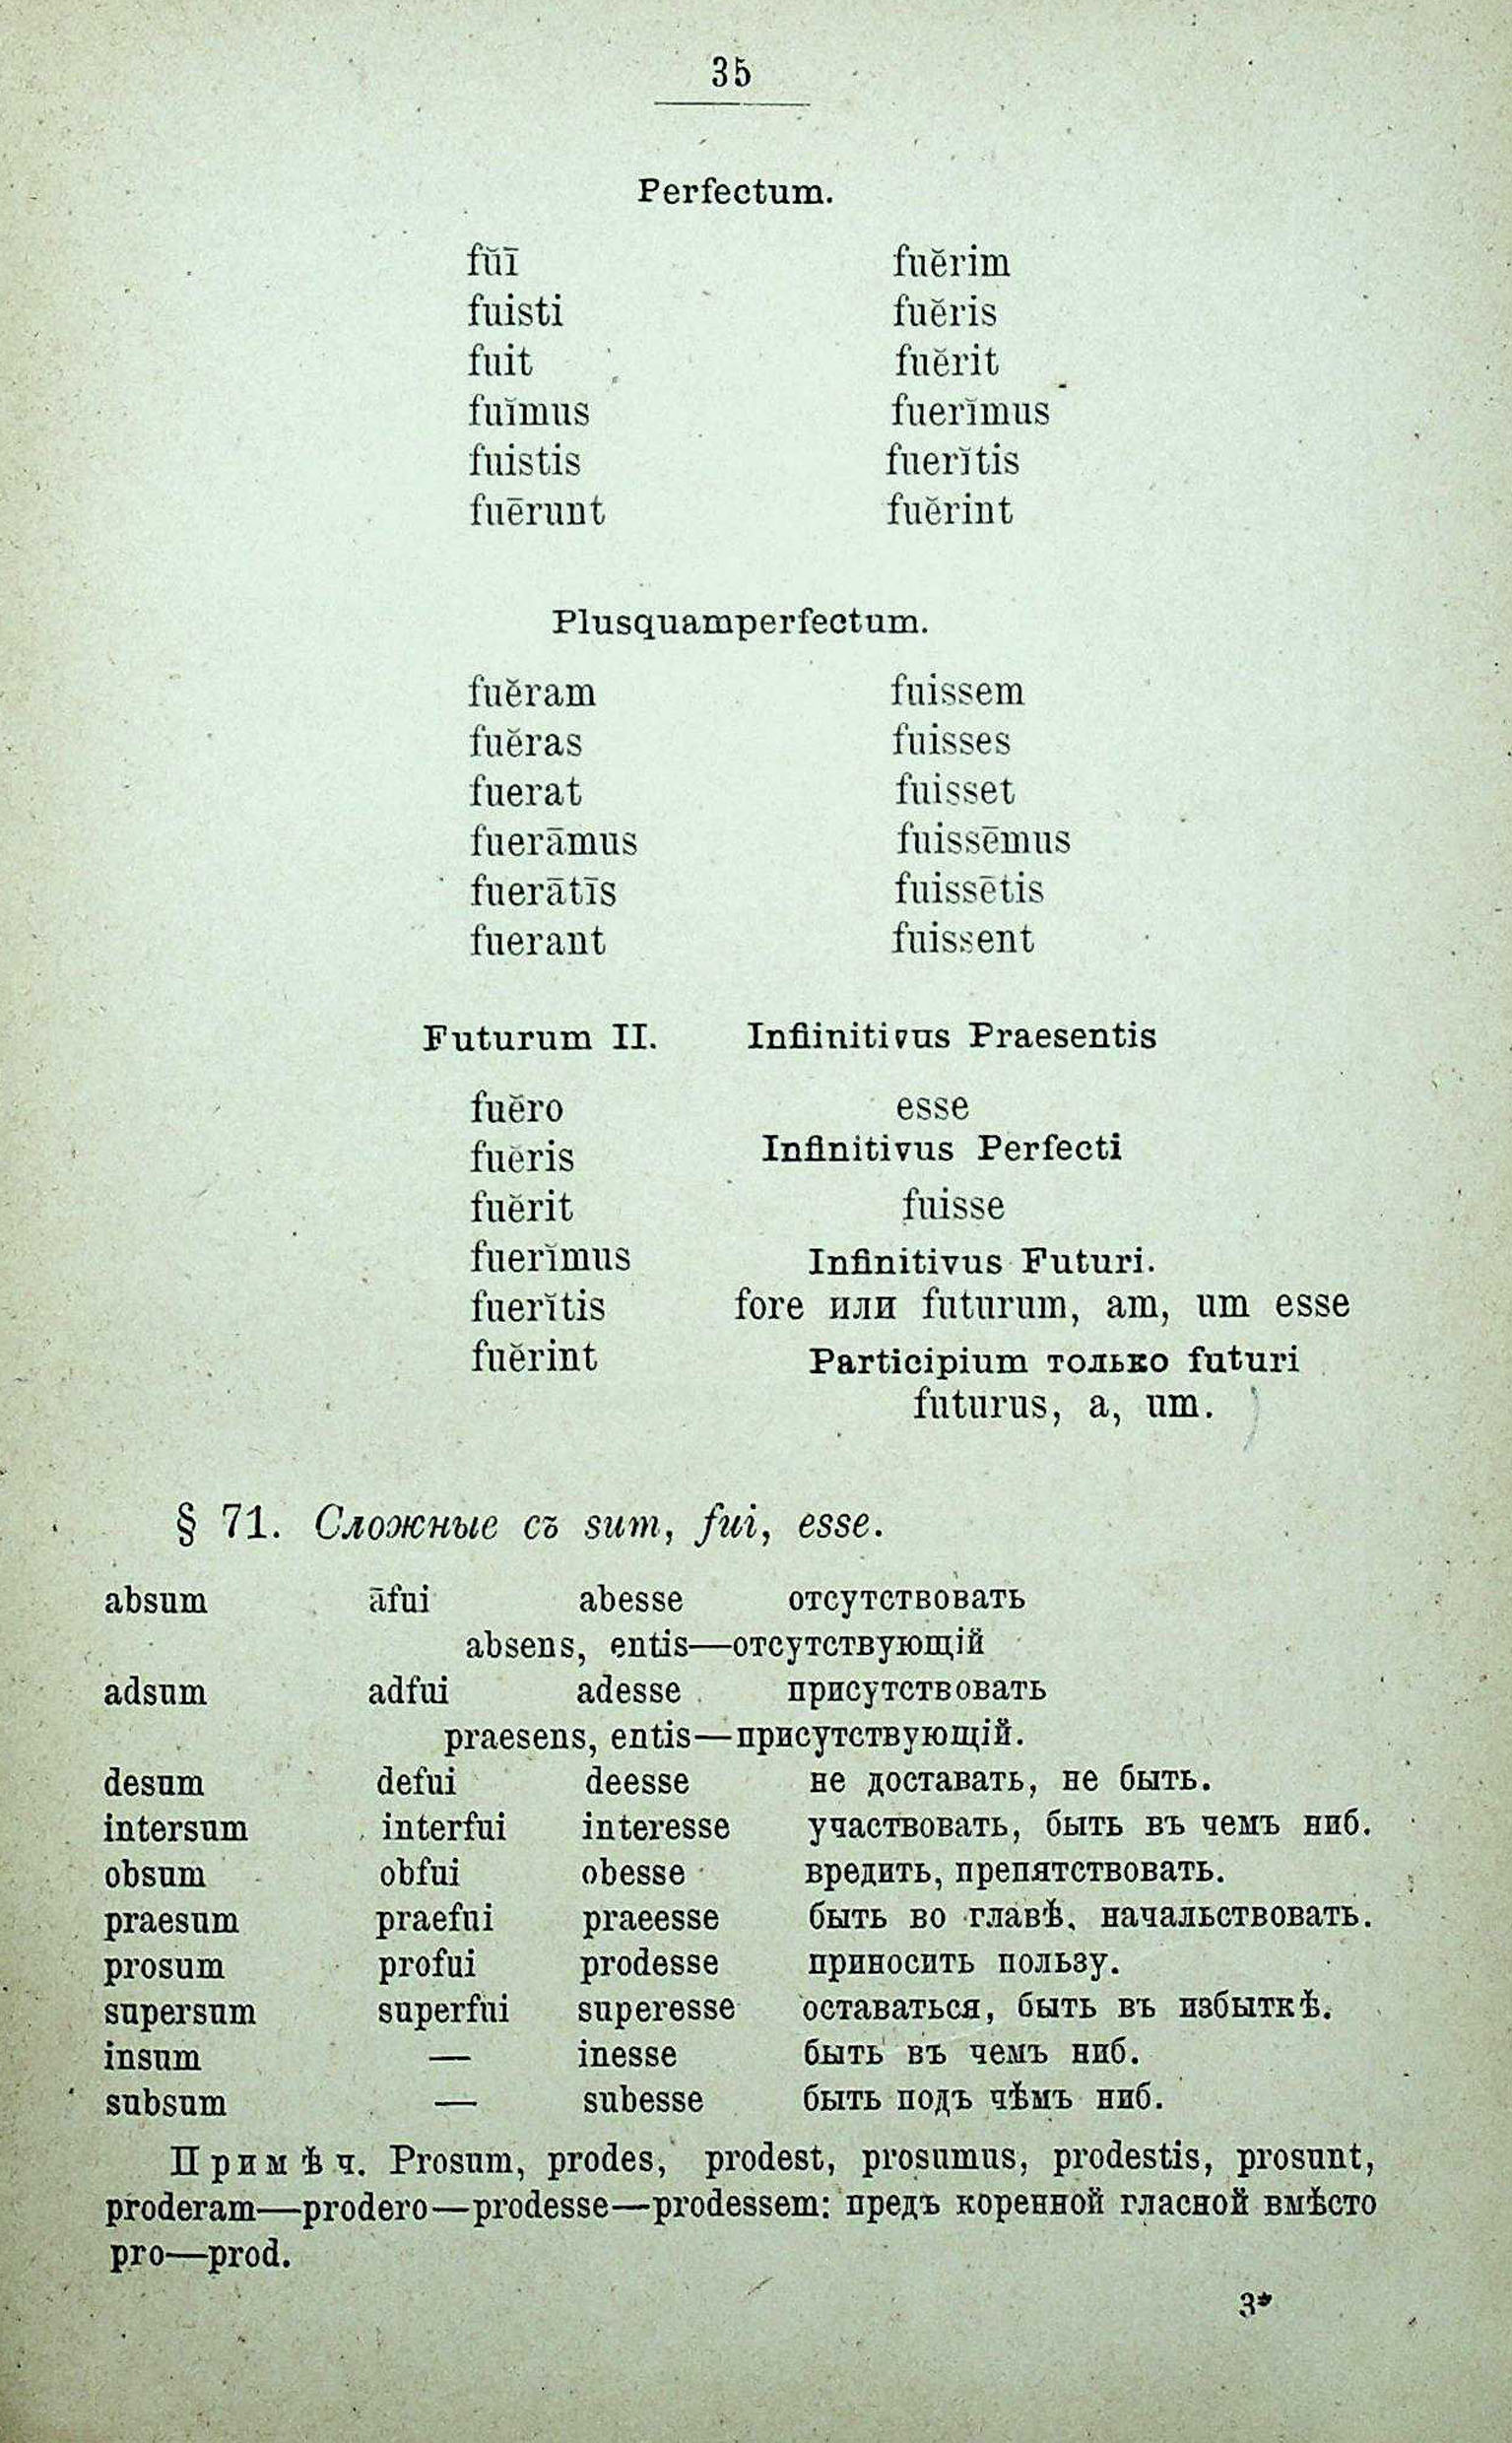 35
Perfectum.
fŭī fuĕrim
fuisti fuĕris
fuit fuĕrit
fuĭmus fuerĭmus
fuistis fuerĭtis
fuērunt fuĕrint
Plusquamperfectum.
fuĕram fuissem
fuĕras fuisses
fuerat fuisset
fuerāmus fuissēmus
fuerātīs fuissētis
fuerant fuissent
Futurum II. Infiinitivus Praesentis
fuĕro esse
fuĕris Infinitivus Perfecti
fuĕrit fuisse
fuerĭmus Infinitivus Futuri.
fuerĭtis fore или futurum, am, um esse
fuĕrint Participium только futuri
futurus, a, um.
§ 71. Сложные съ sum, fui, esse.
absum āfui abesse отсутствовать
absens, entis—отсутствующій
adsum adfui adesse присутствовать
praesens, entis—присутствующій.
desum defui deesse не доставать, не быть.
intersum interfui interesse участвовать, быть въ чемъ ниб.
obsum obfui obesse вредить, препятствовать.
praesum praefui praeesse быть во главѣ, начальствовать.
prosum profui prodesse приносить пользу.
supersum superfui superesse оставаться, быть въ избыткѣ.
insum — inesse быть въ чемъ ниб.
subsum — subesse быть подъ чѣмъ ниб.
Примѣч. Prosum, prodes, prodest, prosumus, prodestis, prosunt,
proderam—prodero—prodesse—prodessem: предъ коренной гласной вмѣсто
pro—prod.
3*